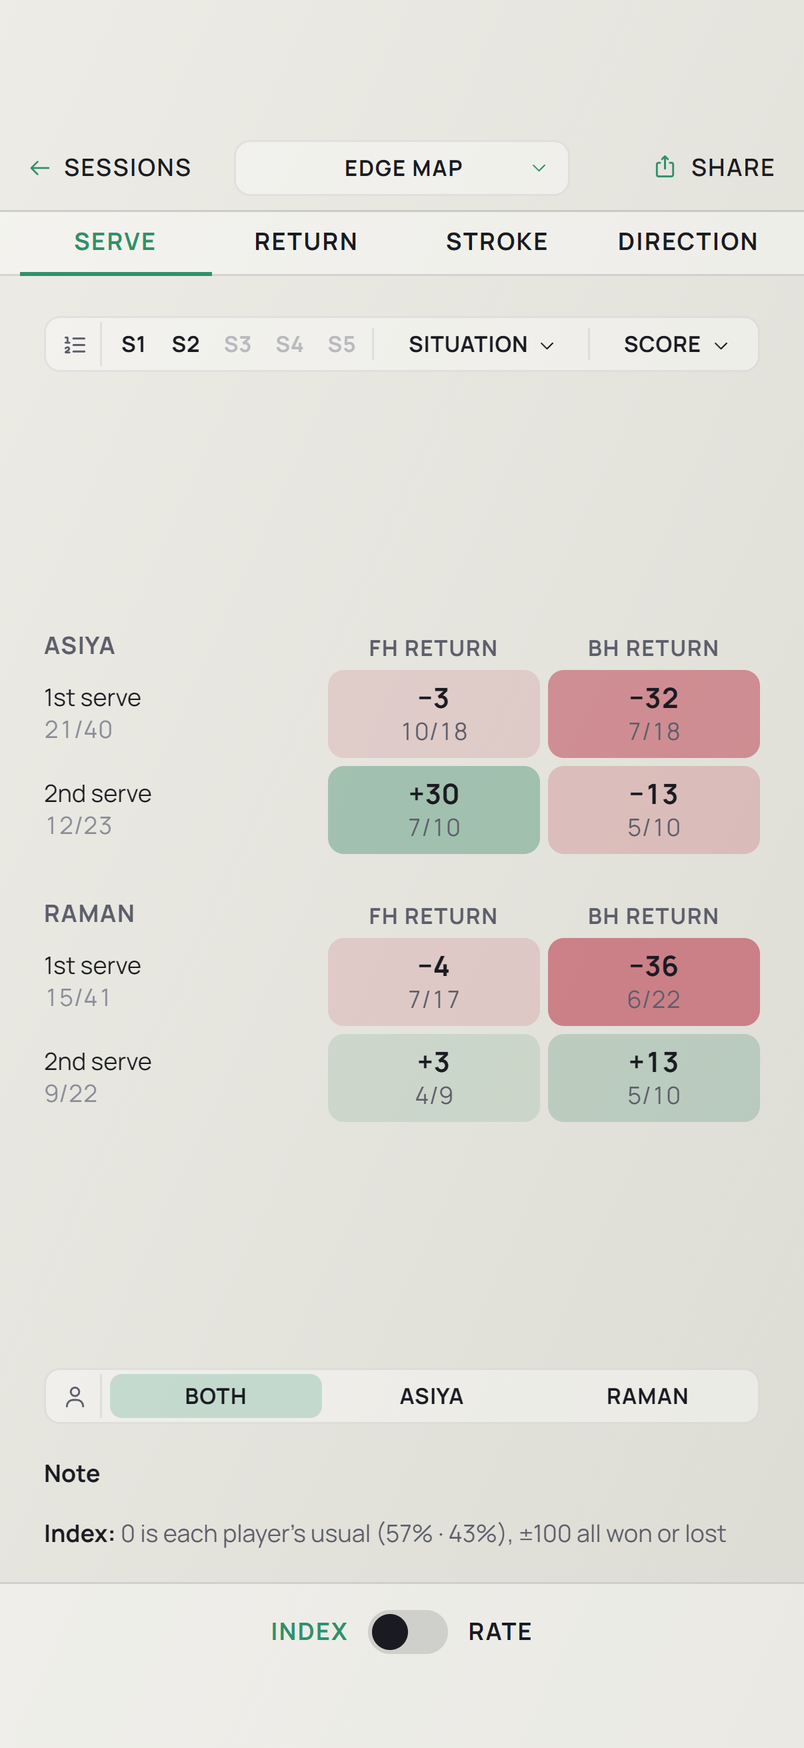 SESSIONS
EDGE MAP
SHARE
SERVE RETURN STROKE DIRECTION
S1 S2 S3 S4 S5 SITUATION SCORE
ASIYA FH RETURN BH RETURN
1st serve −3 −32
21/40 10/18 7/18
2nd serve +30 −13
12/23 7/10 5/10
RAMAN FH RETURN BH RETURN
1st serve −4 −36
15/41 7/17 6/22
2nd serve +3 +13
9/22 4/9 5/10
BOTH ASIYA RAMAN
Note
Index: 0 is each player’s usual (57% · 43%), ±100 all won or lost
INDEX RATE